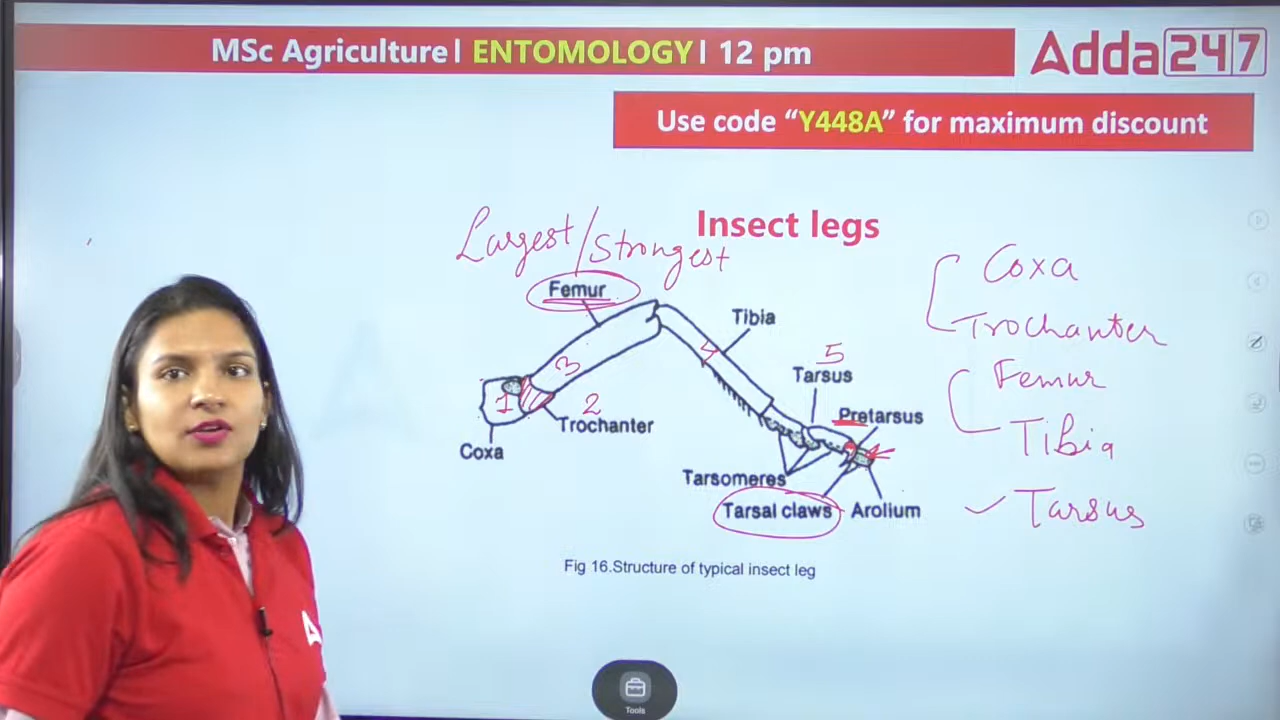 MSc Agriculture| ENTOMOLOGY| 12 pm
Adda 247
Use code “Y448A” for maximum discount
Insect legs
Largest/Strongest
Femur
Tibia
5
Tarsus
4
3
1
2
Pretarsus
Trochanter
Coxa
Tarsomeres
Tarsal claws
Arolium
Fig 16.Structure of typical insect leg
Coxa
Trochanter
Femur
Tibia
Tarsus
Tools